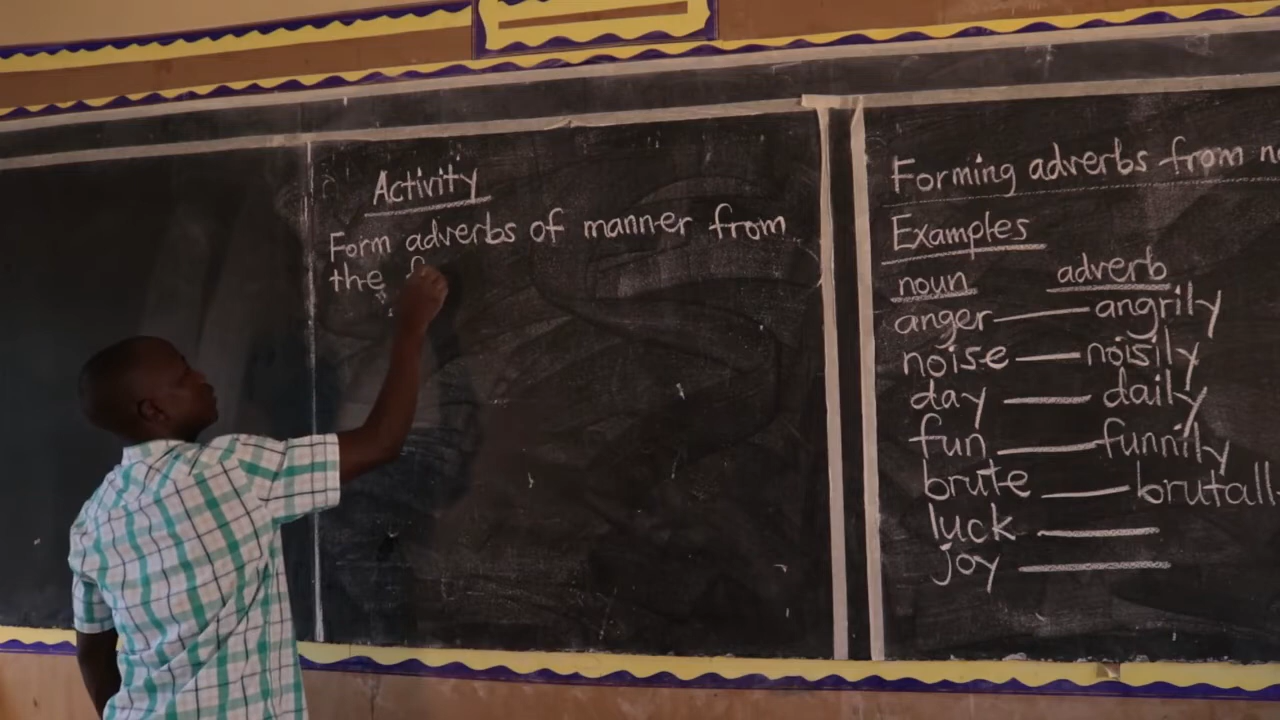 Activity
Form adverbs of manner from
the
Forming adverbs from
Examples
noun adverb
anger — angrily
noise — noisily
day — daily
fun — funnily
brute — brutall
luck —
joy —